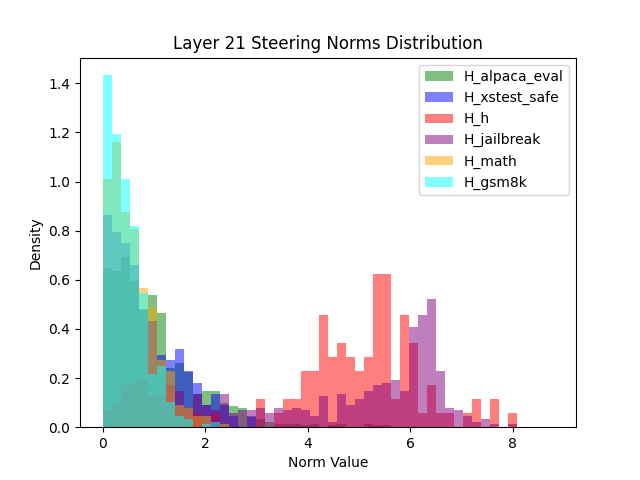 Layer 21 Steering Norms Distribution
H_alpaca_eval
H_xstest_safe
H_h
H_jailbreak
H_math
H_gsm8k
Density
1.4
1.2
1.0
0.8
0.6
0.4
0.2
0.0
0 2 4 6 8
Norm Value